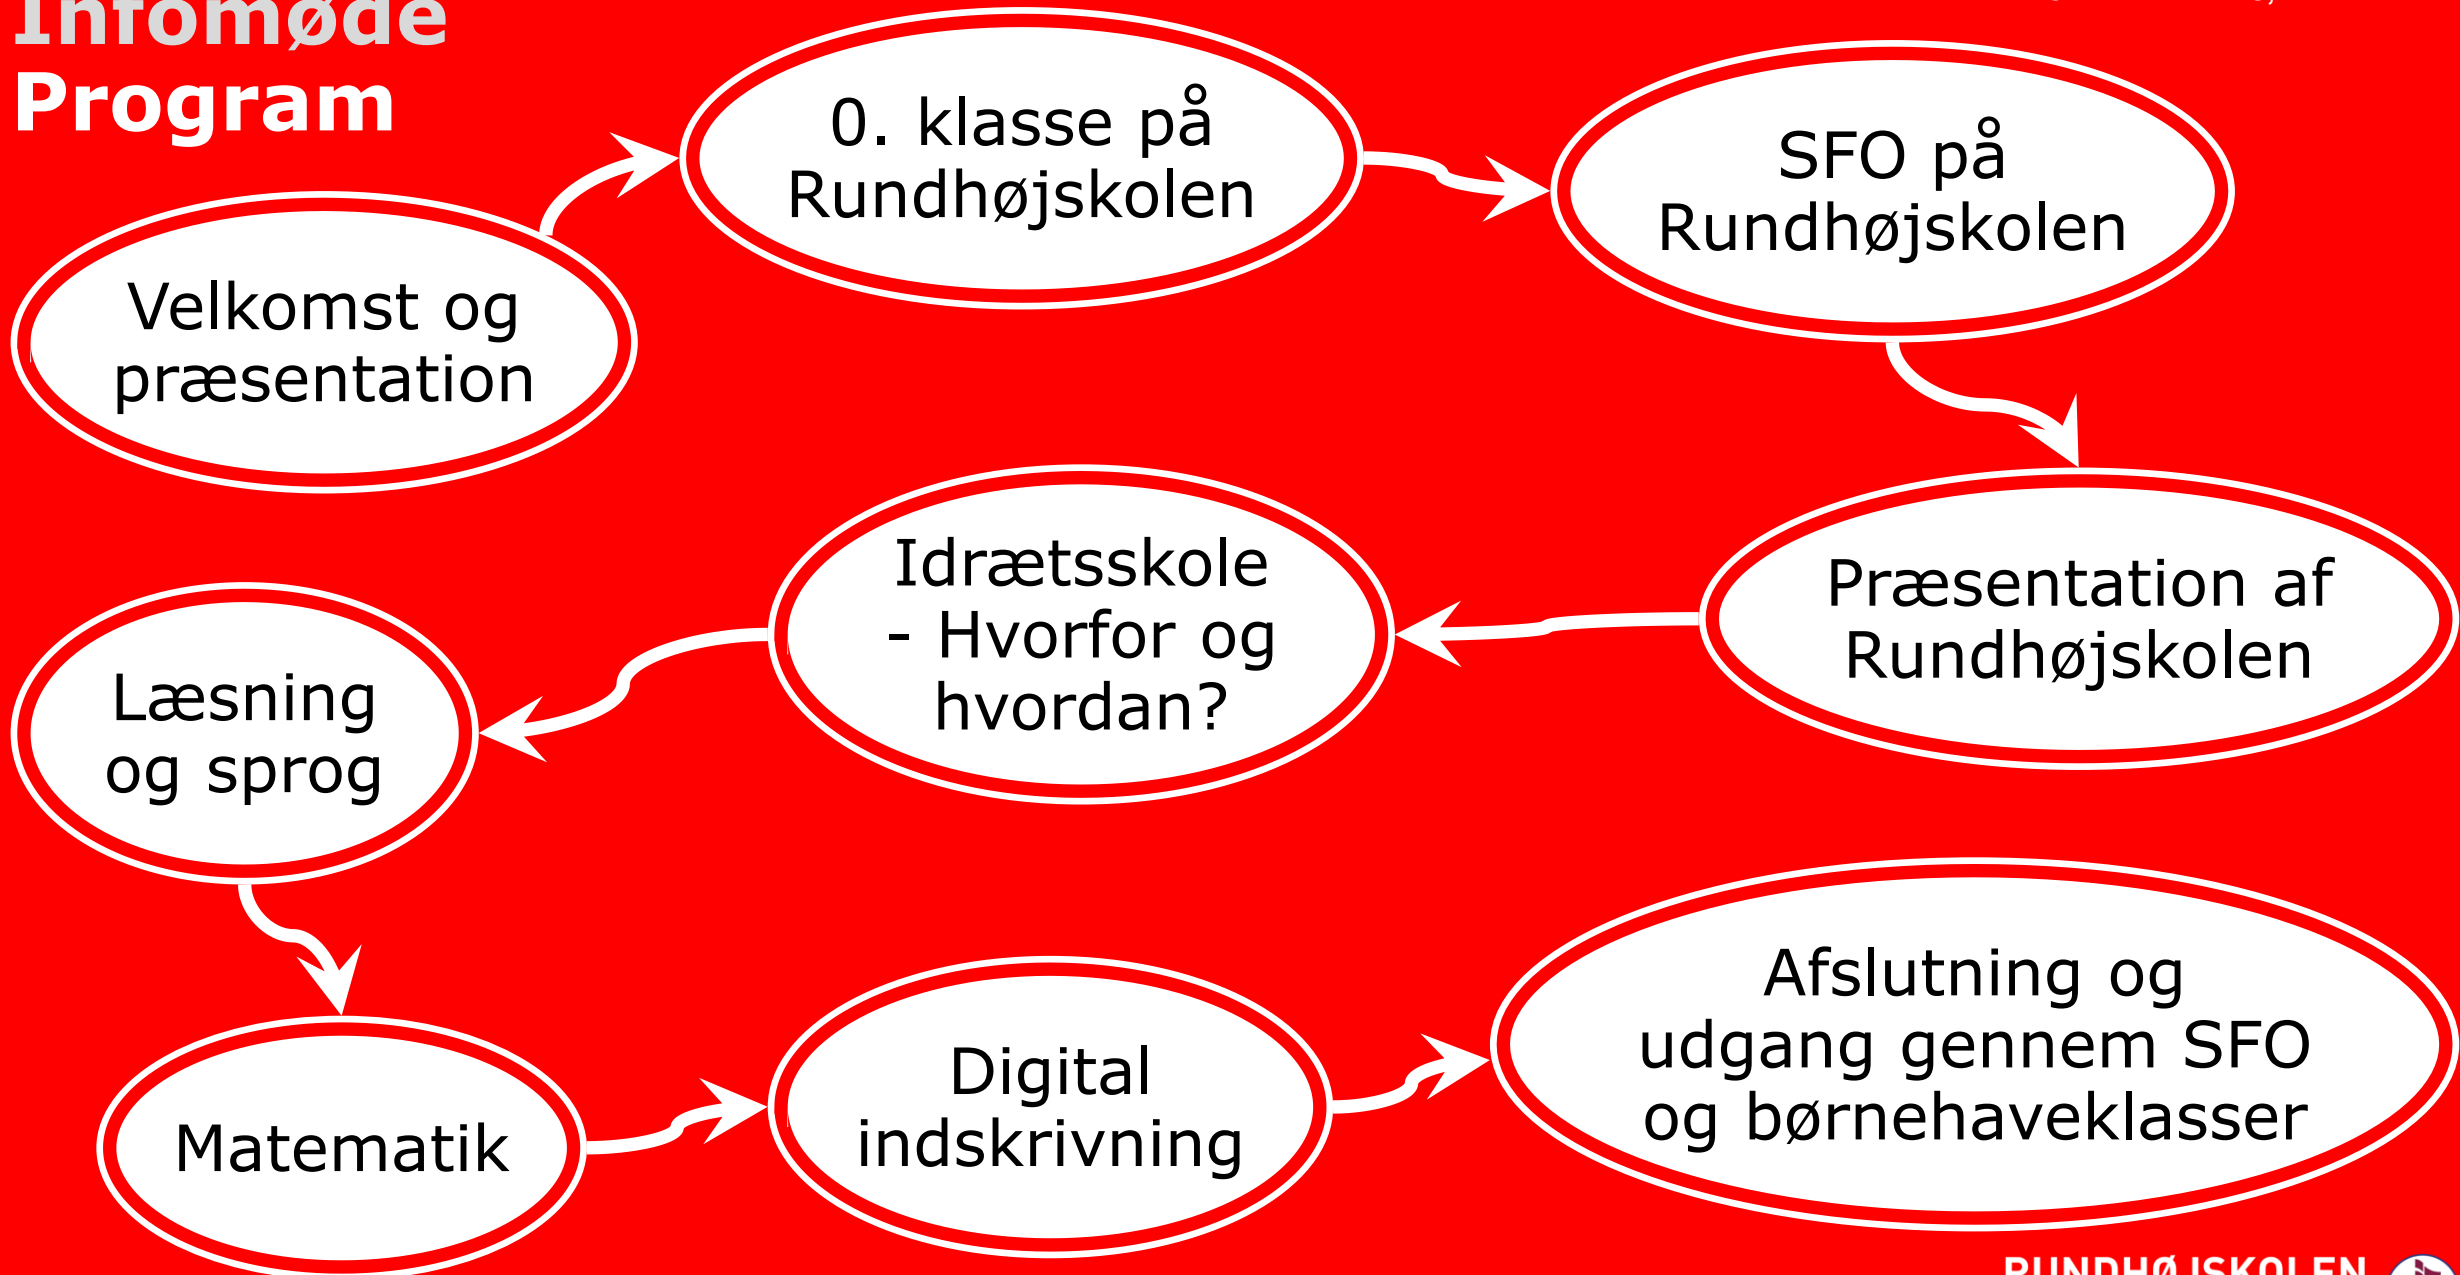 Infomøde
Program
Velkomst og
præsentation
0. klasse på
Rundhøjskolen
SFO på
Rundhøjskolen
Præsentation af
Rundhøjskolen
Idrætsskole
- Hvorfor og
hvordan?
Læsning
og sprog
Matematik
Digital
indskrivning
Afslutning og
udgang gennem SFO
og børnehaveklasser
RUNDHØJSKOLEN